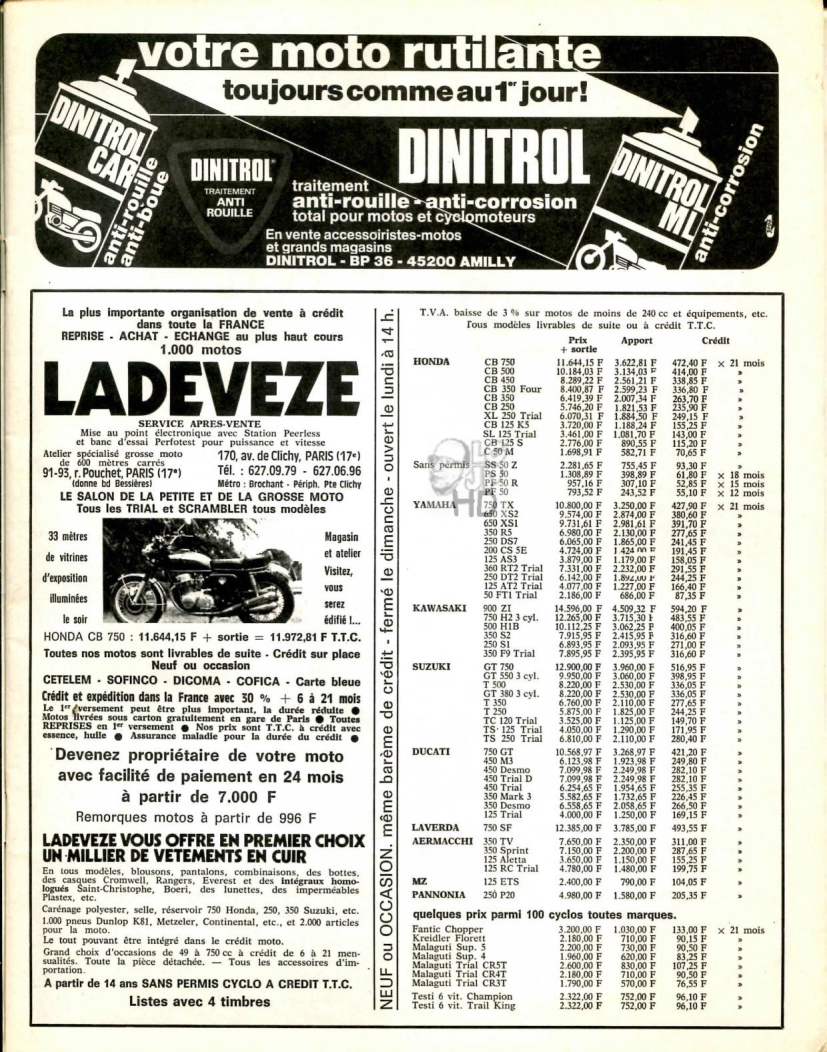 votre moto rutilante
toujours comme au 1er jour!
DINITROL
CAR
anti-rouille
anti-boue
DINITROL
TRAITEMENT
ANTI
ROUILLE
DINITROL
traitement
anti-rouille - anti-corrosion
total pour motos et cyclomoteurs
En vente accessoiristes-motos
et grands magasins
DINITROL - BP 36 - 45200 AMILLY
DINITROL
ML
anti-corrosion
La plus importante organisation de vente à crédit
dans toute la FRANCE
REPRISE - ACHAT - ECHANGE au plus haut cours
1.000 motos
LADEVEZE
SERVICE APRES-VENTE
Mise au point électronique avec Station Peerless
et banc d'essai Perfotest pour puissance et vitesse
Atelier spécialisé grosse moto
de 600 mètres carrés
91-93, r. Pouchet, PARIS (17e)
(donne bd Bessières)
170, av. de Clichy, PARIS (17e)
Tél. : 627.09.79 - 627.06.96
Métro : Brochant - Périph. Pte Clichy
LE SALON DE LA PETITE ET DE LA GROSSE MOTO
Tous les TRIAL et SCRAMBLER tous modèles
33 mètres
de vitrines
d'exposition
illuminées
le soir
Magasin
et atelier
Visitez,
vous
serez
édifié !...
HONDA CB 750 : 11.644,15 F + sortie = 11.972,81 F T.T.C.
Toutes nos motos sont livrables de suite - Crédit sur place
Neuf ou occasion
CETELEM - SOFINCO - DICOMA - COFICA - Carte bleue
Crédit et expédition dans la France avec 30 % + 6 à 21 mois
Le 1er versement peut être plus important, la durée réduite ●
Motos livrées sous carton gratuitement en gare de Paris ● Toutes
REPRISES en 1er versement ● Nos prix sont T.T.C. à crédit avec
essence, huile ● Assurance maladie pour la durée du crédit ●
Devenez propriétaire de votre moto
avec facilité de paiement en 24 mois
à partir de 7.000 F
Remorques motos à partir de 996 F
LADEVEZE VOUS OFFRE EN PREMIER CHOIX
UN MILLIER DE VETEMENTS EN CUIR
En tous modèles, blousons, pantalons, combinaisons, des bottes,
des casques Cromwell, Rangers, Everest et des intégraux homo-
logués Saint-Christophe, Boeri, des lunettes, des imperméables
Plastex, etc.
Carénage polyester, selle, réservoir 750 Honda, 250, 350 Suzuki, etc.
1.000 pneus Dunlop K81, Metzeler, Continental, etc., et 2.000 articles
pour la moto.
Le tout pouvant être intégré dans le crédit moto.
Grand choix d'occasions de 49 à 750 cc à crédit de 6 à 21 men-
sualités. Toute la pièce détachée. — Tous les accessoires d'im-
portation.
A partir de 14 ans SANS PERMIS CYCLO A CREDIT T.T.C.
Listes avec 4 timbres
NEUF ou OCCASION. même barème de crédit - fermé le dimanche - ouvert le lundi à 14 h.
T.V.A. baisse de 3 % sur motos de moins de 240 cc et équipements, etc.
Tous modèles livrables de suite ou à crédit T.T.C.
Prix + sortie Apport Crédit
HONDA CB 750 11.644,15 F 3.622,81 F 472,40 F × 21 mois
CB 500 10.184,03 F 3.134,03 F 414,00 F »
CB 450 8.289,22 F 2.561,21 F 338,85 F »
CB 350 Four 8.400,87 F 2.599,23 F 336,80 F »
CB 350 6.419,39 F 2.007,34 F 263,70 F »
CB 250 5.746,20 F 1.821,53 F 235,90 F »
XL 250 Trial 6.070,31 F 1.884,50 F 249,15 F »
CB 125 K5 3.720,00 F 1.188,24 F 155,25 F »
SL 125 Trial 3.461,00 F 1.081,70 F 143,00 F »
CB 125 S 2.776,00 F 890,55 F 115,20 F »
C 50 M 1.698,91 F 582,71 F 70,65 F »
Sans permis SS 50 Z 2.281,65 F 755,45 F 93,30 F »
PS 50 1.308,89 F 398,89 F 61,80 F × 18 mois
PF 50 R 957,16 F 307,10 F 52,85 F × 15 mois
PF 50 793,52 F 243,52 F 55,10 F × 12 mois
YAMAHA 750 TX 10.800,00 F 3.250,00 F 427,90 F × 21 mois
650 XS2 9.574,00 F 2.874,00 F 380,60 F »
650 XS1 9.731,61 F 2.981,61 F 391,70 F »
350 R5 6.980,00 F 2.130,00 F 277,65 F »
250 DS7 6.065,00 F 1.865,00 F 241,45 F »
200 CS 5E 4.724,00 F 1.424,00 F 191,45 F »
125 AS3 3.879,00 F 1.179,00 F 158,05 F »
360 RT2 Trial 7.331,00 F 2.232,00 F 291,55 F »
250 DT2 Trial 6.142,00 F 1.892,00 F 244,25 F »
125 AT2 Trial 4.077,00 F 1.227,00 F 166,40 F »
50 FT1 Trial 2.186,00 F 686,00 F 87,35 F »
KAWASAKI 900 ZI 14.596,00 F 4.509,32 F 594,20 F »
750 H2 3 cyl. 12.265,00 F 3.715,30 F 483,55 F »
500 H1B 10.112,25 F 3.062,25 F 400,05 F »
350 S2 7.915,95 F 2.415,95 F 316,60 F »
250 S1 6.893,95 F 2.093,95 F 271,00 F »
350 F9 Trial 7.895,95 F 2.395,95 F 316,60 F »
SUZUKI GT 750 12.900,00 F 3.960,00 F 516,95 F »
GT 550 3 cyl. 9.950,00 F 3.060,00 F 398,95 F »
T 500 8.220,00 F 2.530,00 F 336,05 F »
GT 380 3 cyl. 8.220,00 F 2.530,00 F 336,05 F »
T 350 6.760,00 F 2.110,00 F 277,65 F »
T 250 5.875,00 F 1.825,00 F 244,25 F »
TC 120 Trial 3.525,00 F 1.125,00 F 149,70 F »
TS 125 Trial 4.050,00 F 1.290,00 F 171,95 F »
TS 250 Trial 6.810,00 F 2.110,00 F 280,40 F »
DUCATI 750 GT 10.568,97 F 3.268,97 F 421,20 F »
450 M3 6.123,98 F 1.923,98 F 249,80 F »
450 Desmo 7.099,98 F 2.249,98 F 282,10 F »
450 Trial D 7.099,98 F 2.249,98 F 282,10 F »
450 Trial 6.254,65 F 1.954,65 F 255,35 F »
350 Mark 3 5.582,65 F 1.732,65 F 226,45 F »
350 Desmo 6.558,65 F 2.058,65 F 266,50 F »
125 Trial 4.000,00 F 1.250,00 F 169,15 F »
LAVERDA 750 SF 12.385,00 F 3.785,00 F 493,55 F »
AERMACCHI 350 TV 7.650,00 F 2.350,00 F 311,00 F »
350 Sprint 7.150,00 F 2.200,00 F 287,65 F »
125 Aletta 3.650,00 F 1.150,00 F 155,25 F »
125 RC Trial 4.780,00 F 1.480,00 F 199,75 F »
MZ 125 ETS 2.400,00 F 790,00 F 104,05 F »
PANNONIA 250 P20 4.980,00 F 1.580,00 F 205,35 F »
quelques prix parmi 100 cyclos toutes marques.
Fantic Chopper 3.200,00 F 1.030,00 F 133,00 F × 21 mois
Kreidler Florett 2.180,00 F 710,00 F 90,15 F »
Malaguti Sup. 5 2.200,00 F 730,00 F 90,50 F »
Malaguti Sup. 4 1.960,00 F 620,00 F 83,25 F »
Malaguti Trial CR5T 2.600,00 F 830,00 F 107,25 F »
Malaguti Trial CR4T 2.180,00 F 710,00 F 90,50 F »
Malaguti Trial CR3T 1.790,00 F 570,00 F 76,55 F »
Testi 6 vit. Champion 2.322,00 F 752,00 F 96,10 F »
Testi 6 vit. Trail King 2.322,00 F 752,00 F 96,10 F »